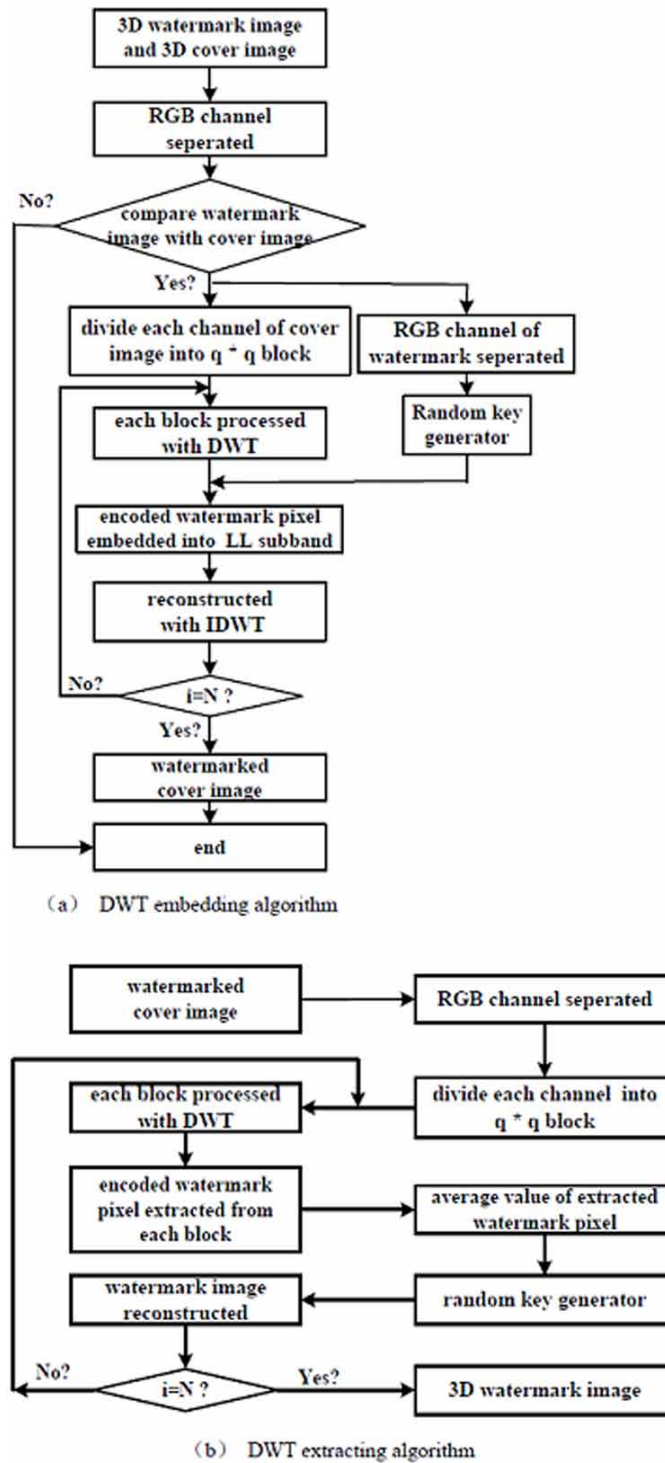 3D watermark image
and 3D cover image
RGB channel
seperated
No?
compare watermark
image with cover image
Yes?
divide each channel of cover
image into q * q block
RGB channel of
watermark seperated
each block processed
with DWT
Random key
generator
encoded watermark pixel
embedded into LL subband
reconstructed
with IDWT
No?
i=N ?
Yes?
watermarked
cover image
end
(a) DWT embedding algorithm
watermarked
cover image
RGB channel seperated
each block processed
with DWT
divide each channel into
q * q block
encoded watermark
pixel extracted from
each block
average value of extracted
watermark pixel
watermark image
reconstructed
random key generator
No?
i=N ?
Yes?
3D watermark image
(b) DWT extracting algorithm